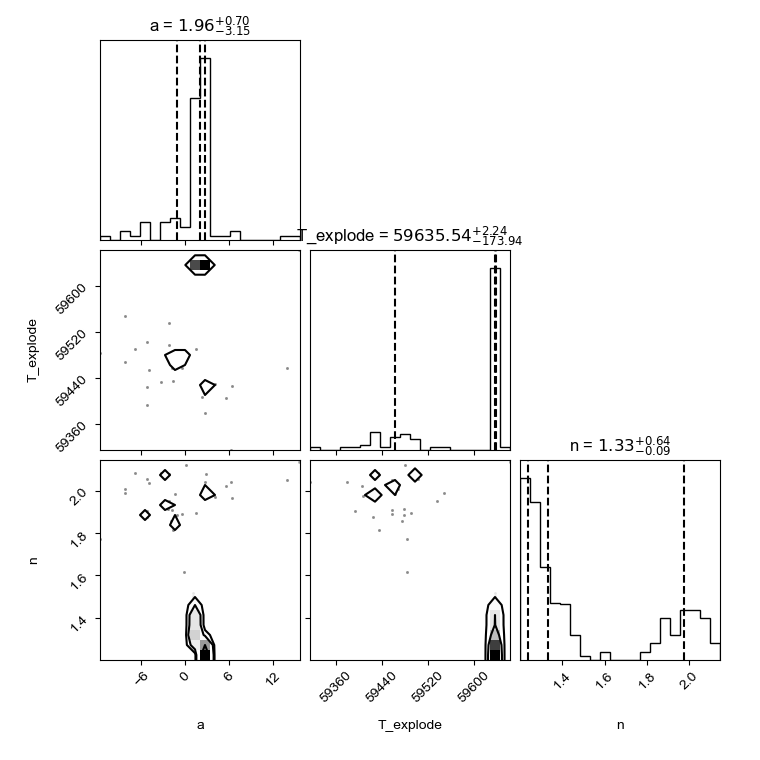 a = 1.96+0.70 −3.15
T_explode = 59635.54+2.24 −173.94
59600
59520
59440
59360
T_explode
n = 1.33+0.64 −0.09
2.0
1.8
1.6
1.4
n
−6 0 6 12
59360 59440 59520 59600
1.4 1.6 1.8 2.0
a
T_explode
n